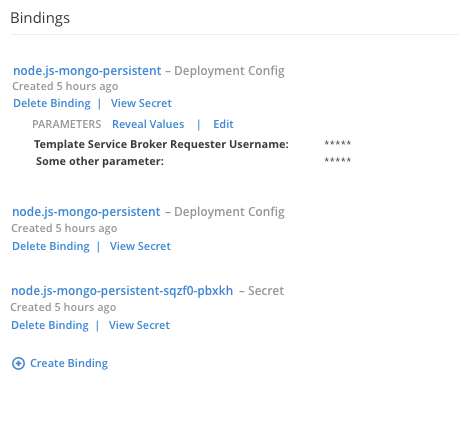 Bindings
node.js-mongo-persistent – Deployment Config
Created 5 hours ago
Delete Binding | View Secret
PARAMETERS Reveal Values | Edit
Template Service Broker Requester Username: *****
Some other parameter: *****
node.js-mongo-persistent – Deployment Config
Created 5 hours ago
Delete Binding | View Secret
node.js-mongo-persistent-sqzf0-pbxkh – Secret
Created 5 hours ago
Delete Binding | View Secret
Create Binding